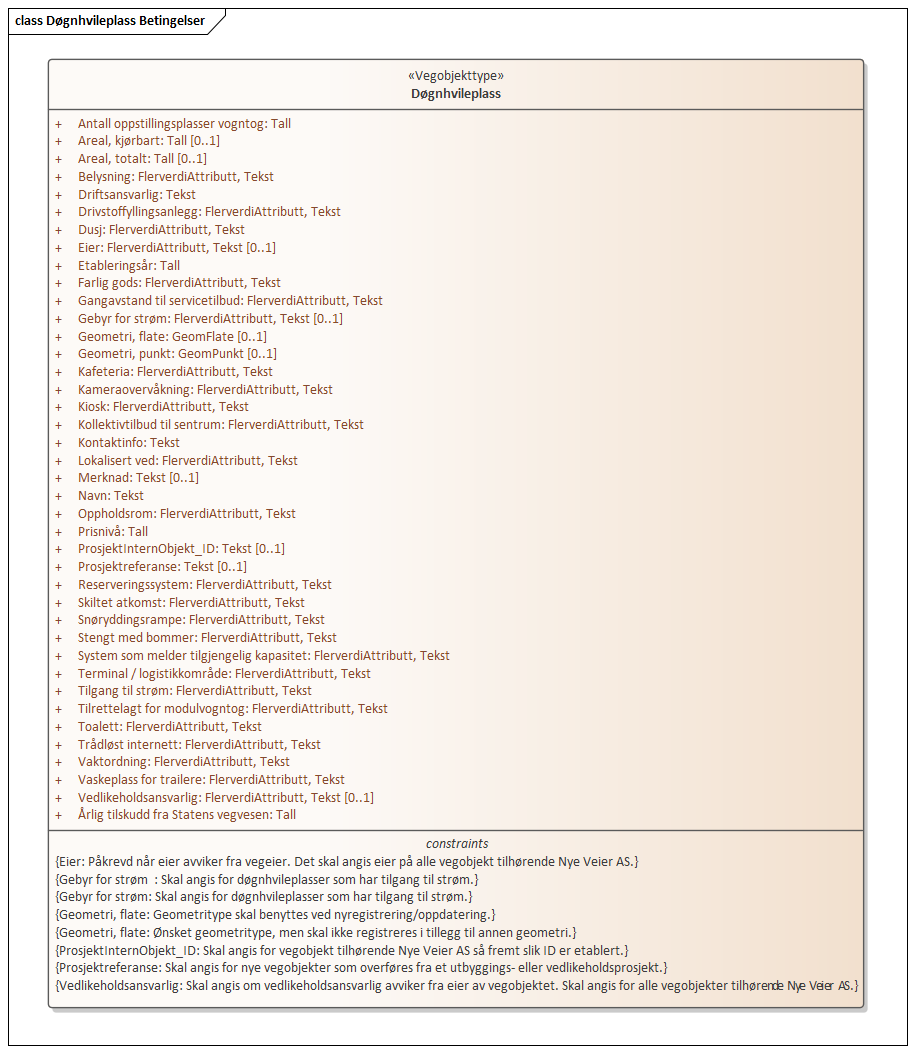 class Døgnhvileplass Betingelser
«Vegobjekttype»
Døgnhvileplass
+ Antall oppstillingsplasser vogntog: Tall
+ Areal, kjørbart: Tall [0..1]
+ Areal, totalt: Tall [0..1]
+ Belysning: FlerverdiAttributt, Tekst
+ Driftsansvarlig: Tekst
+ Drivstoffyllingsanlegg: FlerverdiAttributt, Tekst
+ Dusj: FlerverdiAttributt, Tekst
+ Eier: FlerverdiAttributt, Tekst [0..1]
+ Etableringsår: Tall
+ Farlig gods: FlerverdiAttributt, Tekst
+ Gangavstand til servicetilbud: FlerverdiAttributt, Tekst
+ Gebyr for strøm: FlerverdiAttributt, Tekst [0..1]
+ Geometri, flate: GeomFlate [0..1]
+ Geometri, punkt: GeomPunkt [0..1]
+ Kafeteria: FlerverdiAttributt, Tekst
+ Kameraovervåkning: FlerverdiAttributt, Tekst
+ Kiosk: FlerverdiAttributt, Tekst
+ Kollektivtilbud til sentrum: FlerverdiAttributt, Tekst
+ Kontaktinfo: Tekst
+ Lokalisert ved: FlerverdiAttributt, Tekst
+ Merknad: Tekst [0..1]
+ Navn: Tekst
+ Oppholdsrom: FlerverdiAttributt, Tekst
+ Prisnivå: Tall
+ ProsjektInternObjekt_ID: Tekst [0..1]
+ Prosjektreferanse: Tekst [0..1]
+ Reserveringssystem: FlerverdiAttributt, Tekst
+ Skiltet atkomst: FlerverdiAttributt, Tekst
+ Snøryddingsrampe: FlerverdiAttributt, Tekst
+ Stengt med bommer: FlerverdiAttributt, Tekst
+ System som melder tilgjengelig kapasitet: FlerverdiAttributt, Tekst
+ Terminal / logistikkområde: FlerverdiAttributt, Tekst
+ Tilgang til strøm: FlerverdiAttributt, Tekst
+ Tilrettelagt for modulvogntog: FlerverdiAttributt, Tekst
+ Toalett: FlerverdiAttributt, Tekst
+ Trådløst internett: FlerverdiAttributt, Tekst
+ Vaktordning: FlerverdiAttributt, Tekst
+ Vaskeplass for trailere: FlerverdiAttributt, Tekst
+ Vedlikeholdsansvarlig: FlerverdiAttributt, Tekst [0..1]
+ Årlig tilskudd fra Statens vegvesen: Tall
constraints
{Eier: Påkrevd når eier avviker fra vegeier. Det skal angis eier på alle vegobjekt tilhørende Nye Veier AS.}
{Gebyr for strøm  : Skal angis for døgnhvileplasser som har tilgang til strøm.}
{Gebyr for strøm: Skal angis for døgnhvileplasser som har tilgang til strøm.}
{Geometri, flate: Geometritype skal benyttes ved nyregistrering/oppdatering.}
{Geometri, flate: Ønsket geometritype, men skal ikke registreres i tillegg til annen geometri.}
{ProsjektInternObjekt_ID: Skal angis for vegobjekt tilhørende Nye Veier AS så fremt slik ID er etablert.}
{Prosjektreferanse: Skal angis for nye vegobjekter som overføres fra et utbyggings- eller vedlikeholdsprosjekt.}
{Vedlikeholdsansvarlig: Skal angis om vedlikeholdsansvarlig avviker fra eier av vegobjektet. Skal angis for alle vegobjekter tilhørende Nye Veier AS.}